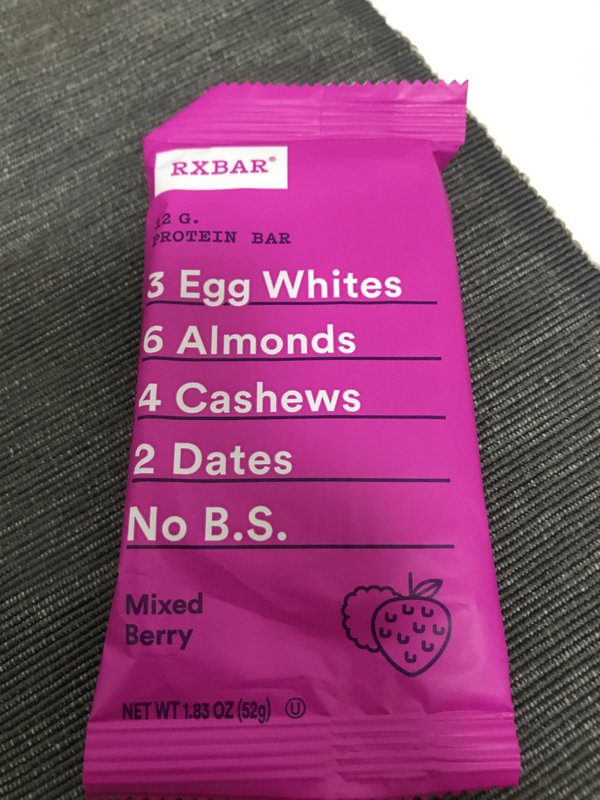 RXBAR®
12 G.
PROTEIN BAR
3 Egg Whites
6 Almonds
4 Cashews
2 Dates
No B.S.
Mixed
Berry
NET WT 1.83 OZ (52g) Ⓤ